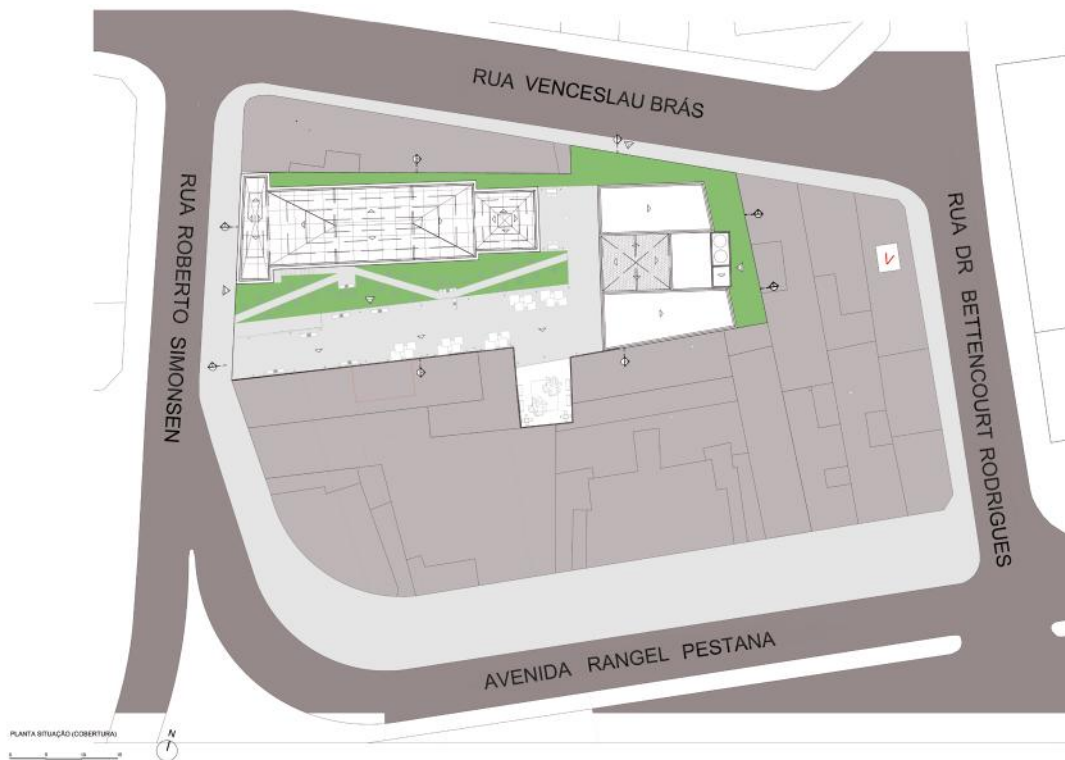 RUA VENCESLAU BRÁS
RUA ROBERTO SIMONSEN
RUA DR BETTENCOURT RODRIGUES
AVENIDA RANGEL PESTANA
PLANTA SITUAÇÃO (COBERTURA)
N